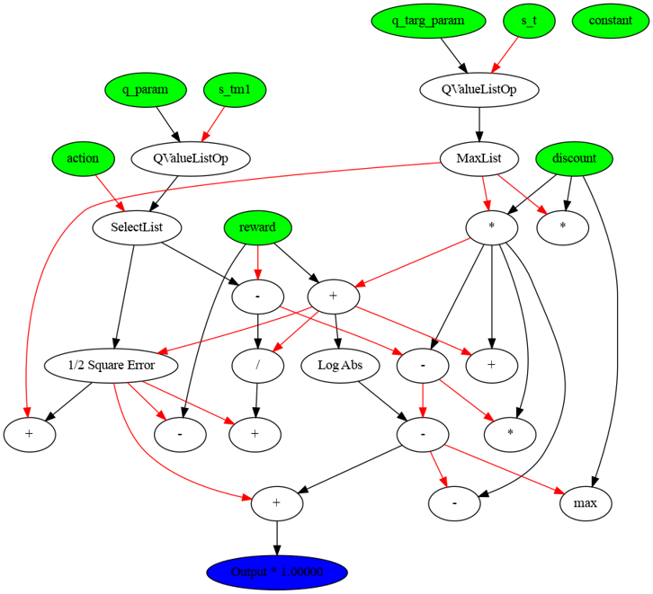 q_targ_param s_t constant
q_param s_tm1 QValueListOp
action QValueListOp MaxList discount
SelectList reward * *
- +
1/2 Square Error / Log Abs - +
+ - + - *
+ - max
Output * 1.00000